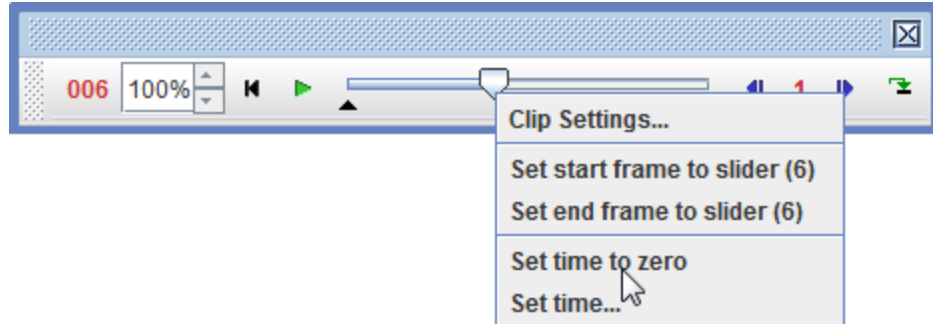 006 100% 1
Clip Settings...
Set start frame to slider (6)
Set end frame to slider (6)
Set time to zero
Set time...